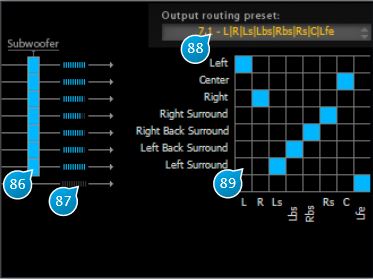 Output routing preset:
Subwoofer
7.1 - L|R|Ls|Lbs|Rbs|Rs|C|Lfe
88
Left
Center
Right
Right Surround
Right Back Surround
Left Back Surround
Left Surround
86
87
89
L R Ls Lbs Rbs Rs C Lfe